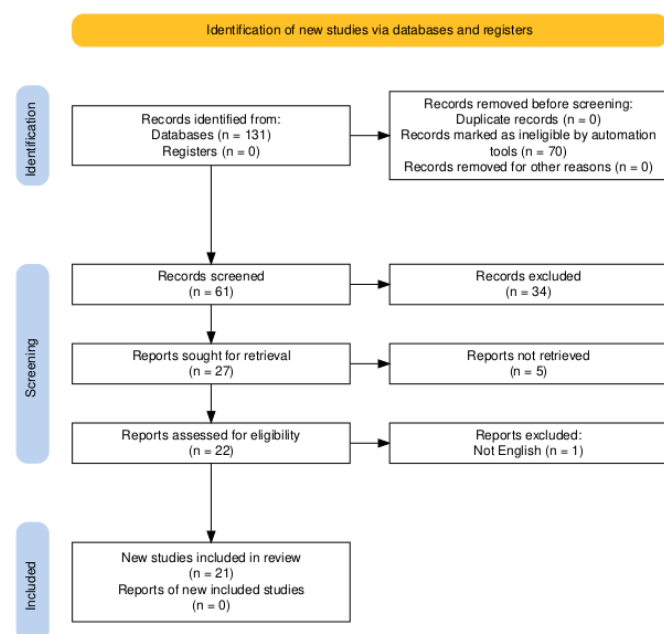 Identification of new studies via databases and registers
Identification
Records identified from:
Databases (n = 131)
Registers (n = 0)
Records removed before screening:
Duplicate records (n = 0)
Records marked as ineligible by automation
tools (n = 70)
Records removed for other reasons (n = 0)
Screening
Records screened
(n = 61)
Records excluded
(n = 34)
Reports sought for retrieval
(n = 27)
Reports not retrieved
(n = 5)
Reports assessed for eligibility
(n = 22)
Reports excluded:
Not English (n = 1)
Included
New studies included in review
(n = 21)
Reports of new included studies
(n = 0)